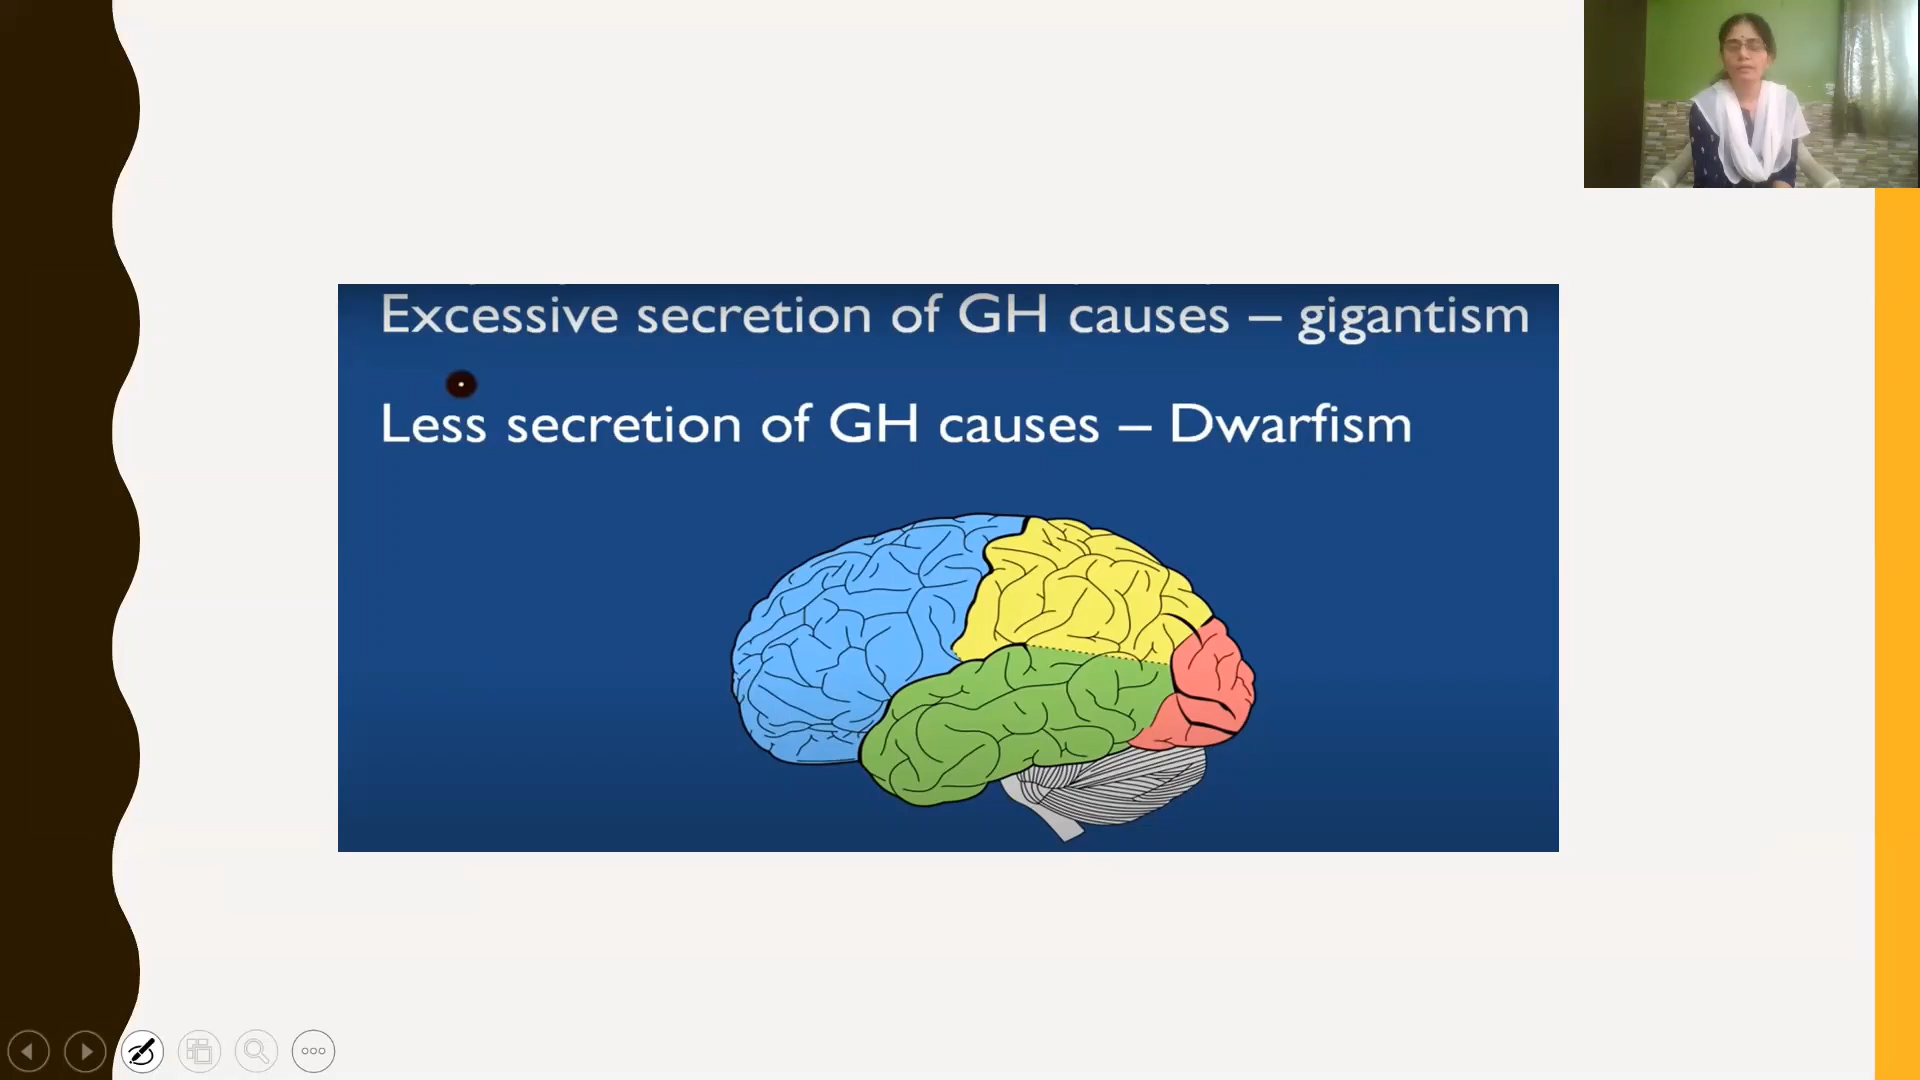 Excessive secretion of GH causes – gigantism
Less secretion of GH causes – Dwarfism